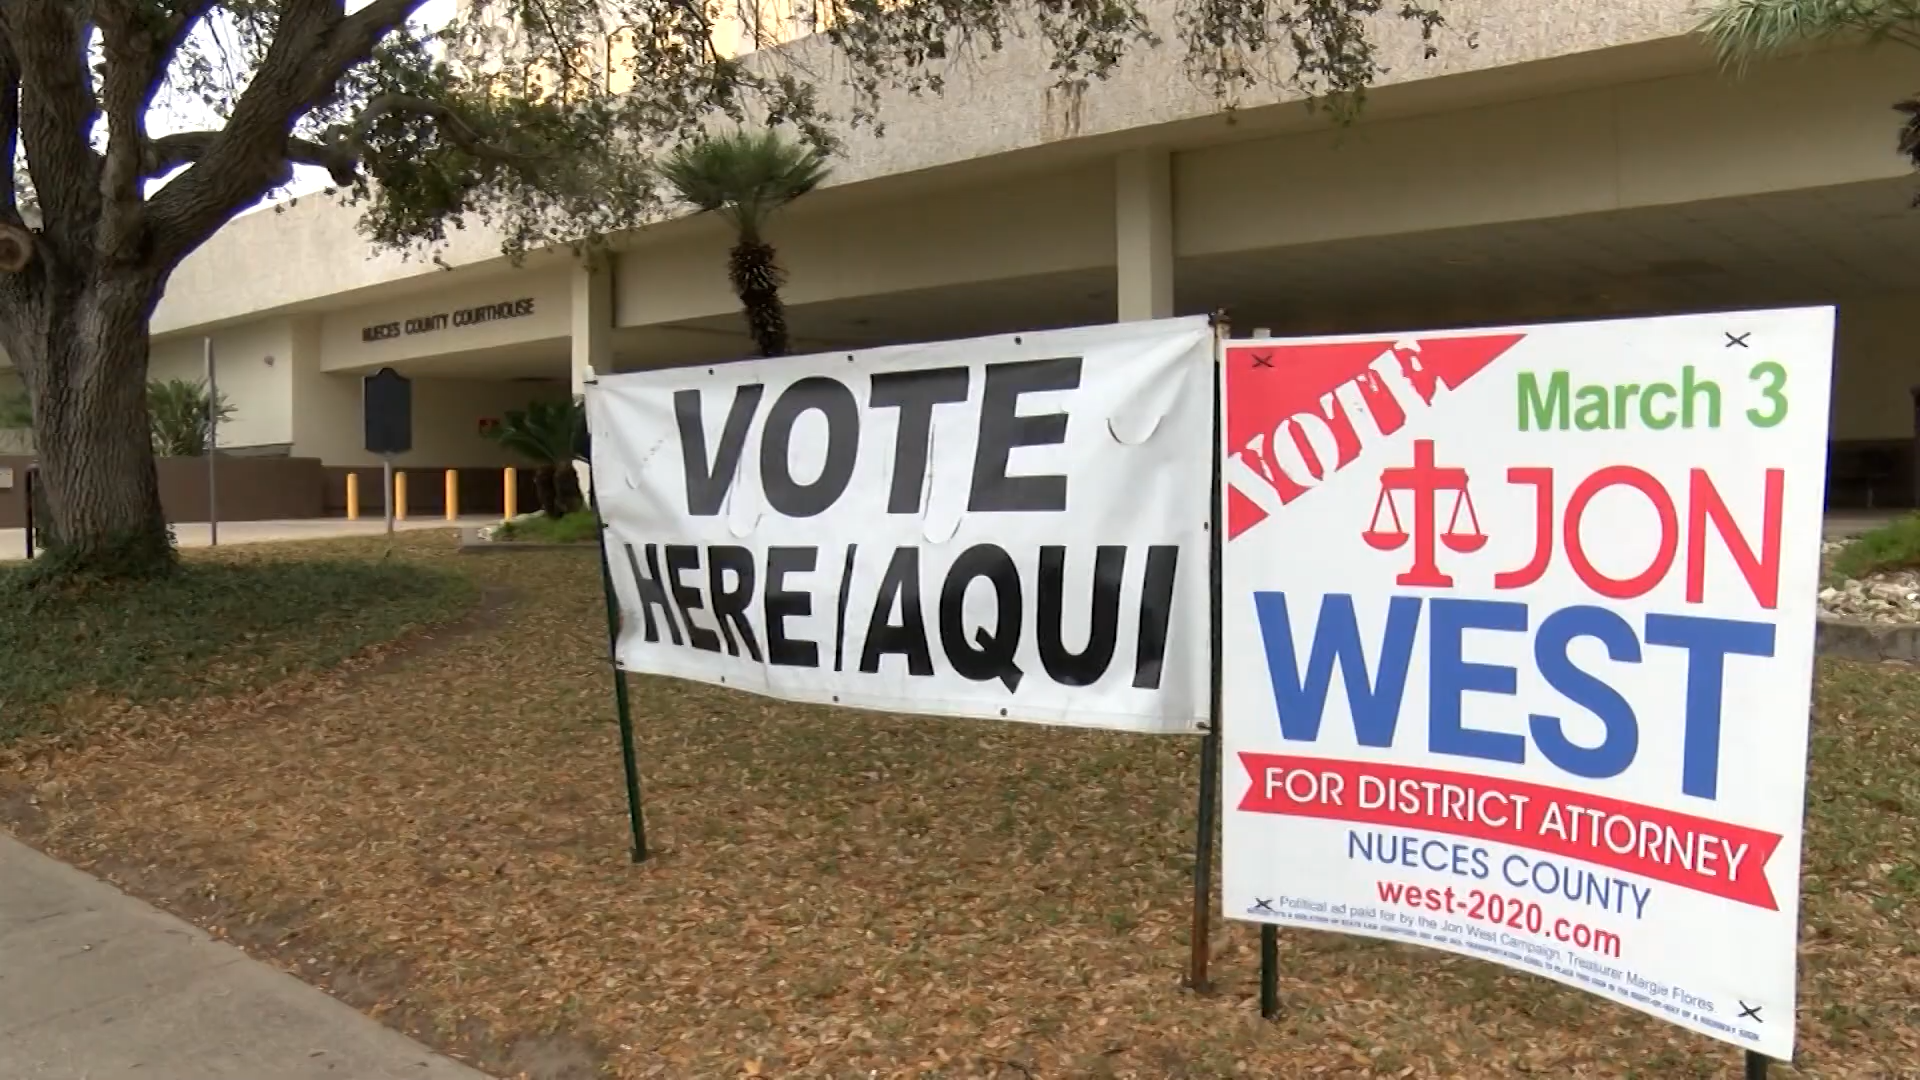 NUECES COUNTY COURTHOUSE
VOTE
HERE/AQUI
VOTE
March 3
JON
WEST
FOR DISTRICT ATTORNEY
NUECES COUNTY
west-2020.com
Political ad paid for by the Jon West Campaign, Treasurer Margie Flores.